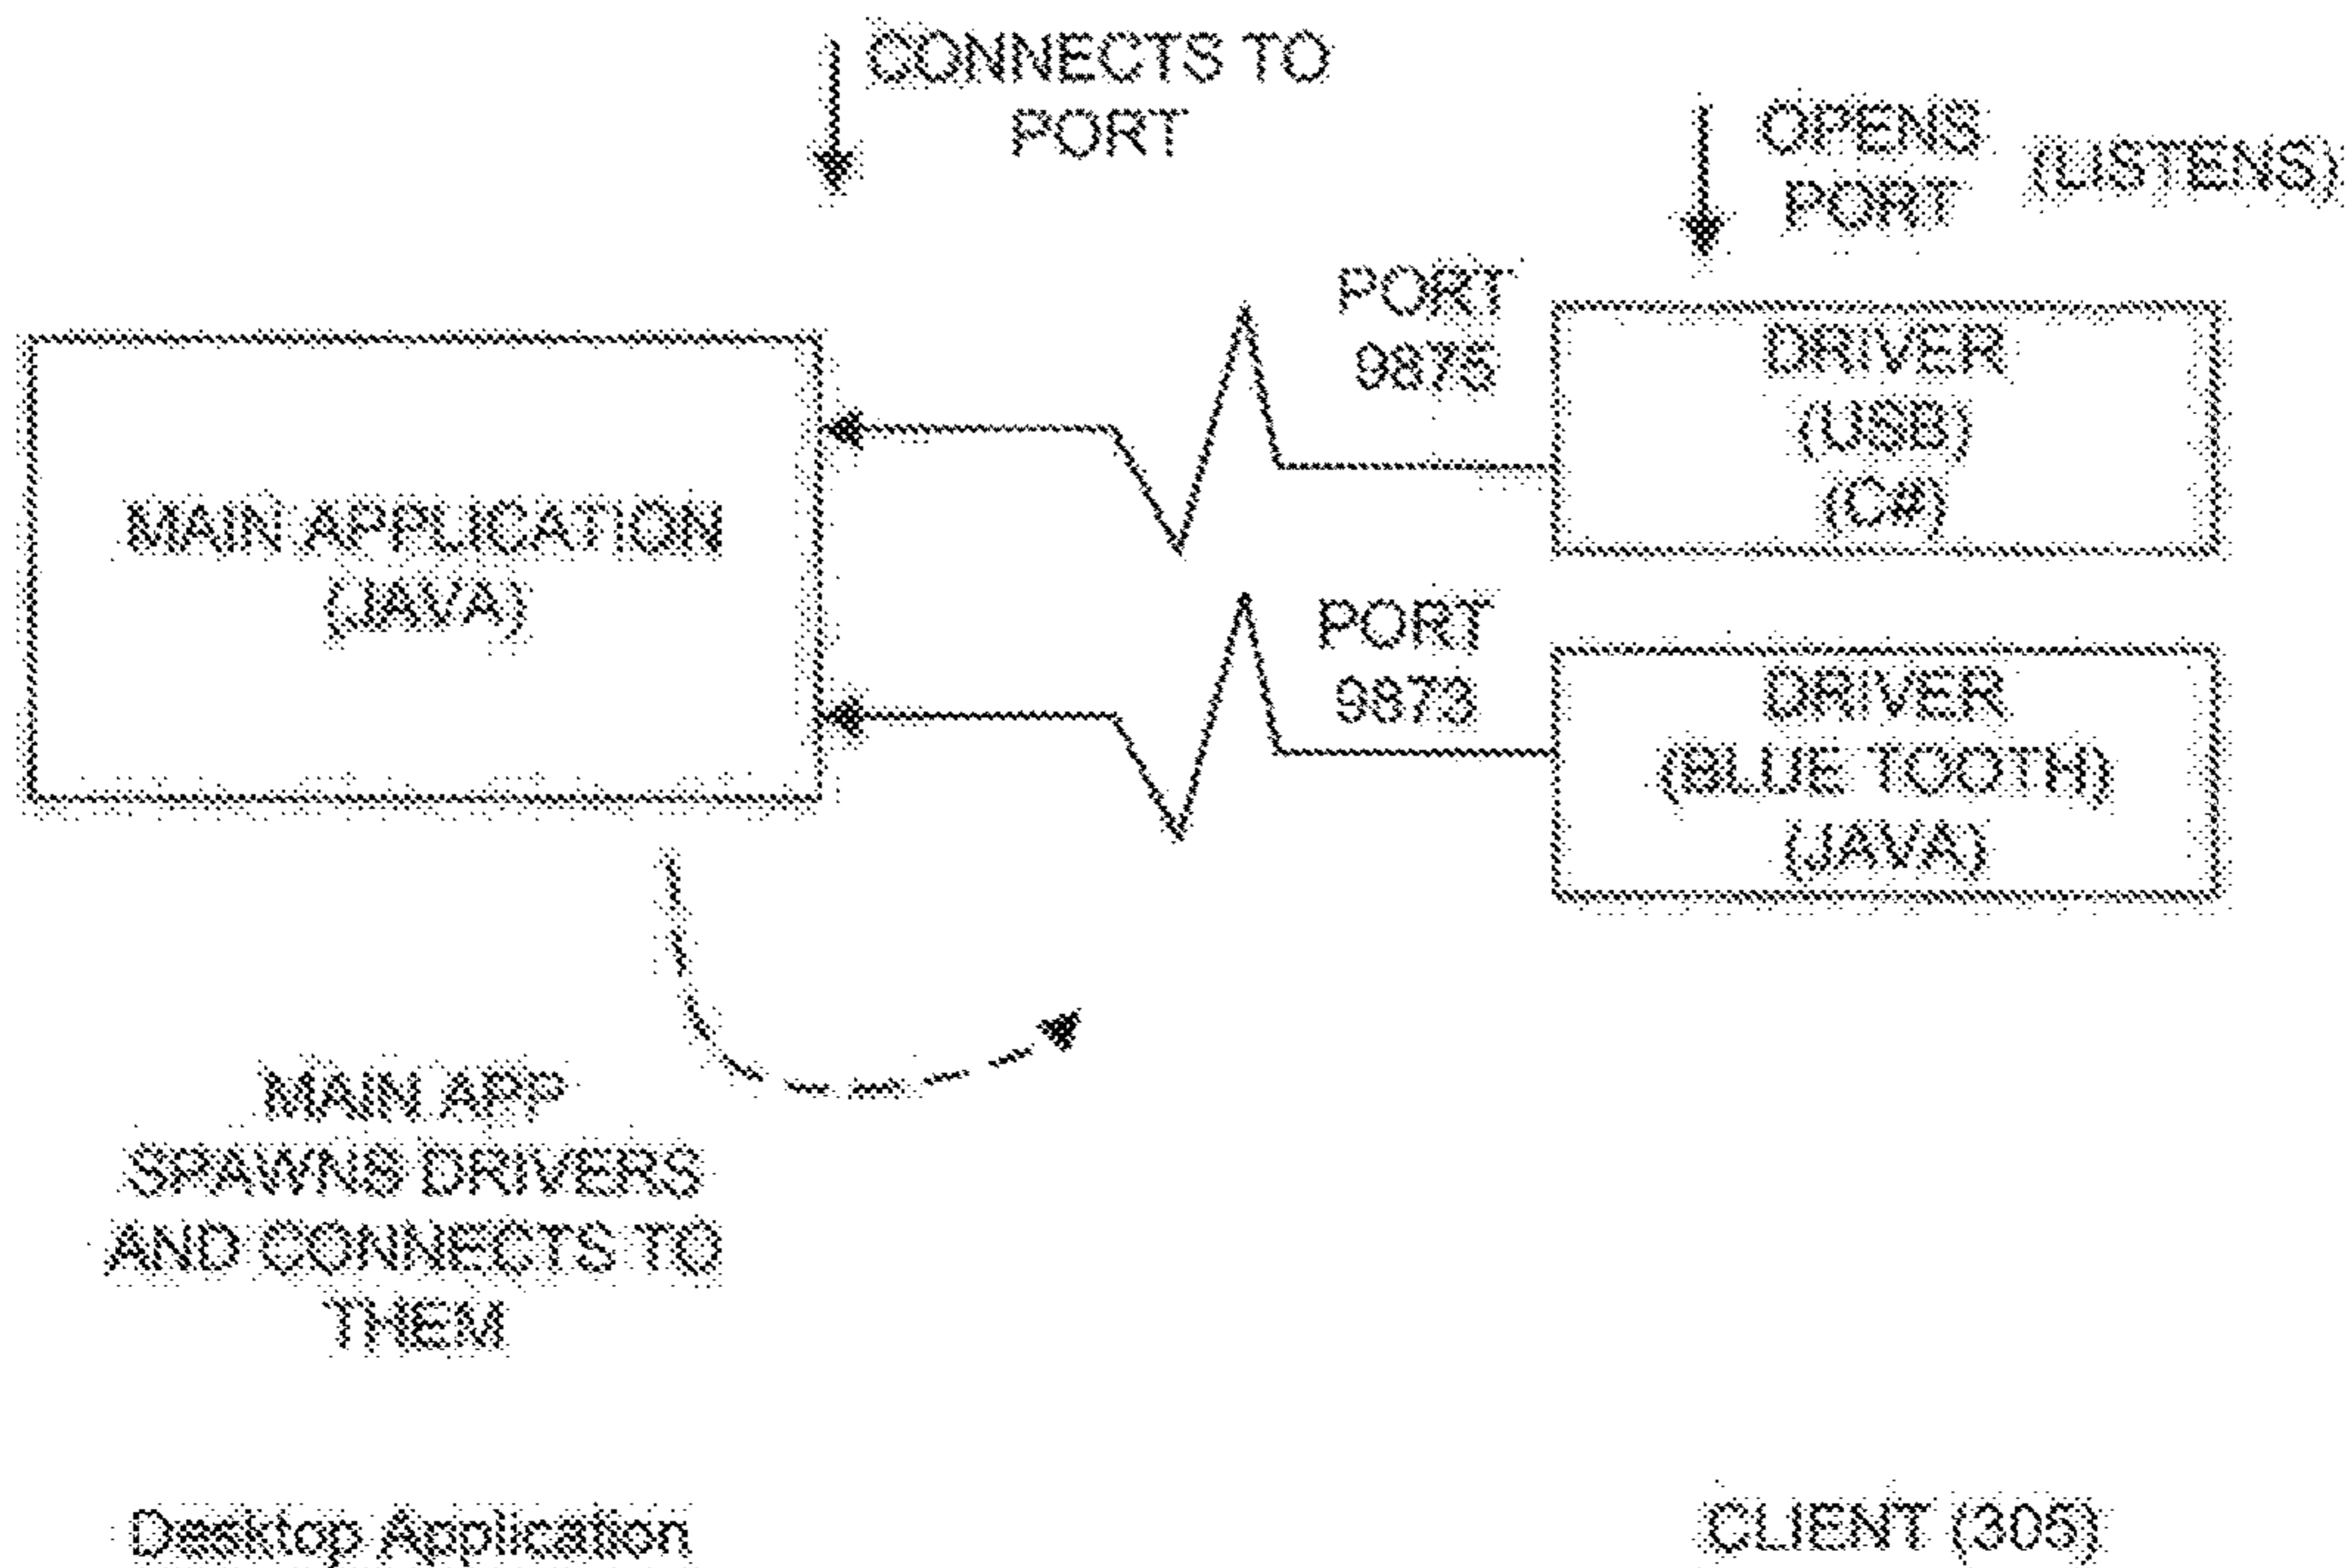 CONNECTS TO
PORT
OPENS
PORT
(LISTENS)
PORT
9875
DRIVER
(USB)
(C#)
MAIN APPLICATION
(JAVA)
PORT
9873
DRIVER
(BLUE TOOTH)
(JAVA)
MAIN APP
SPAWNS DRIVERS
AND CONNECTS TO
THEM
Desktop Application
CLIENT (305)